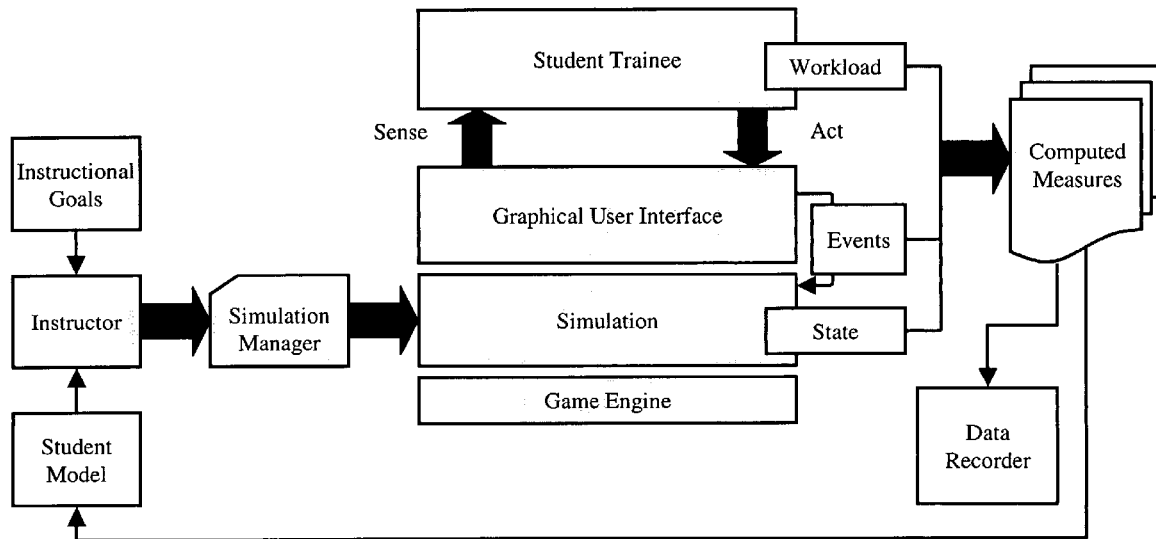 Student Trainee
Workload
Sense
Act
Computed
Measures
Instructional
Goals
Graphical User Interface
Events
Instructor
Simulation
Manager
Simulation
State
Game Engine
Student
Model
Data
Recorder